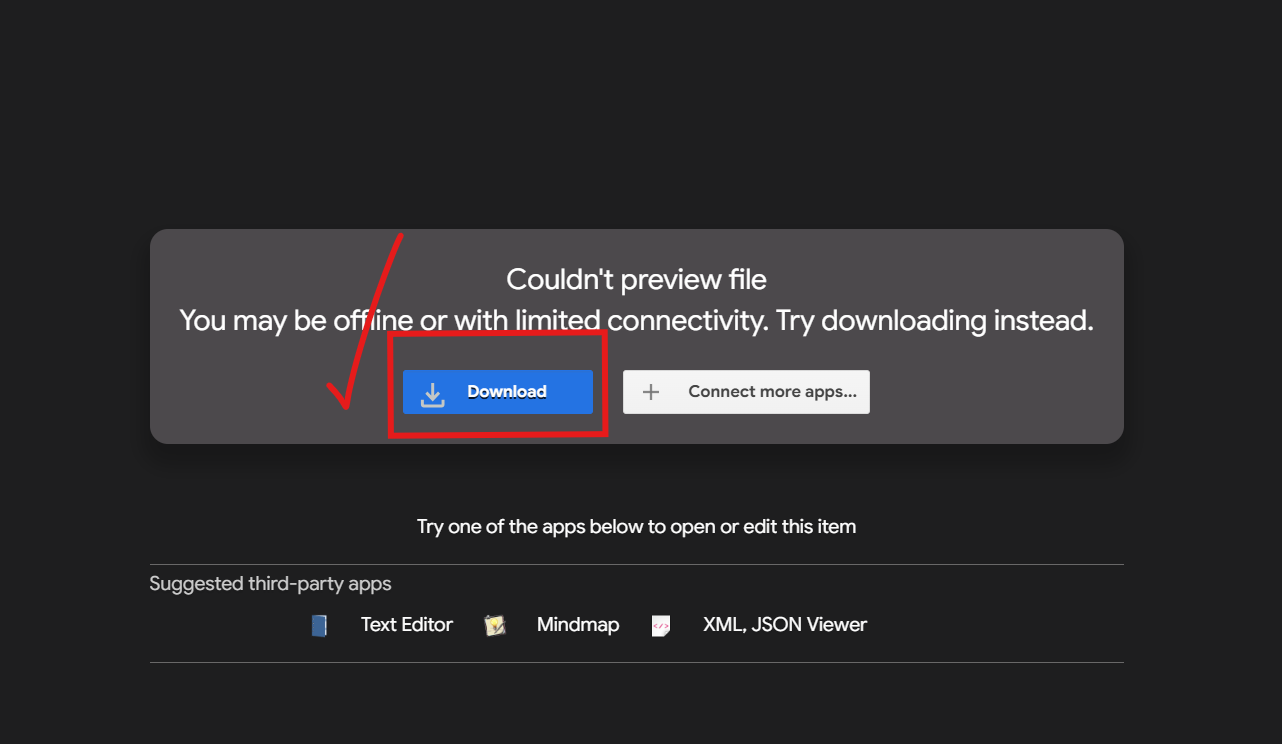 Couldn't preview file
You may be offline or with limited connectivity. Try downloading instead.
Download
Connect more apps...
Try one of the apps below to open or edit this item
Suggested third-party apps
Text Editor Mindmap XML, JSON Viewer